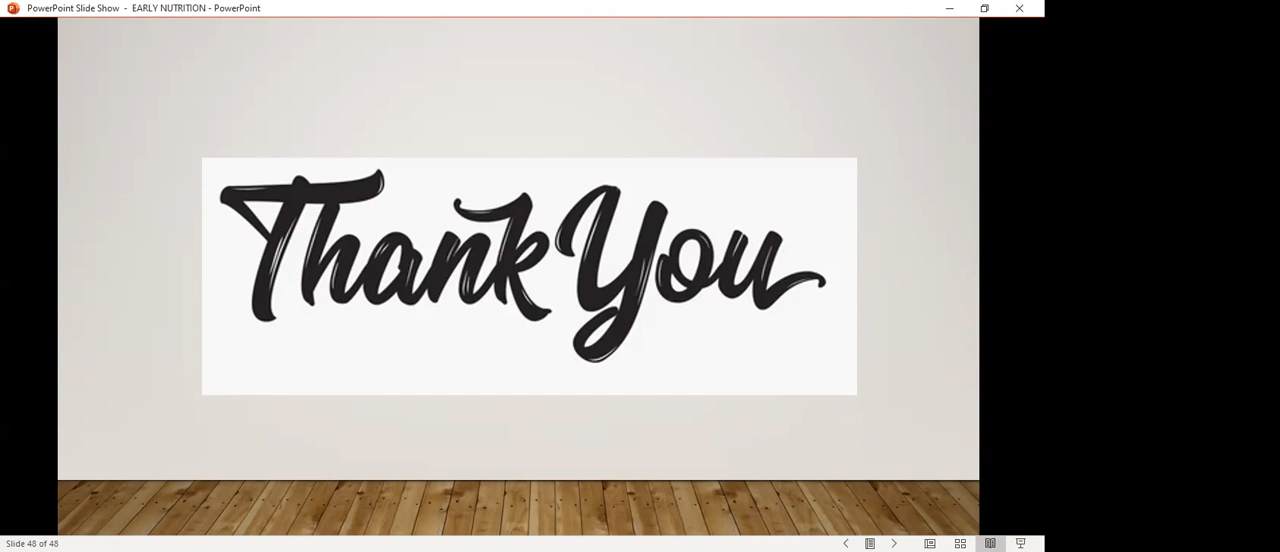 PowerPoint Slide Show - EARLY NUTRITION - PowerPoint
Thank You
Slide 48 of 48